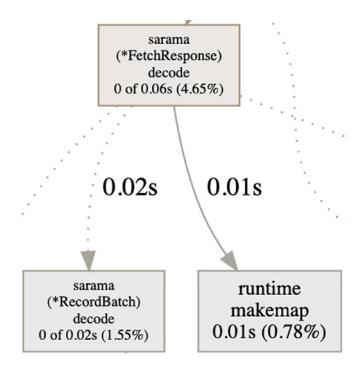 sarama
(*FetchResponse)
decode
0 of 0.06s (4.65%)
0.02s
0.01s
sarama
(*RecordBatch)
decode
0 of 0.02s (1.55%)
runtime
makemap
0.01s (0.78%)